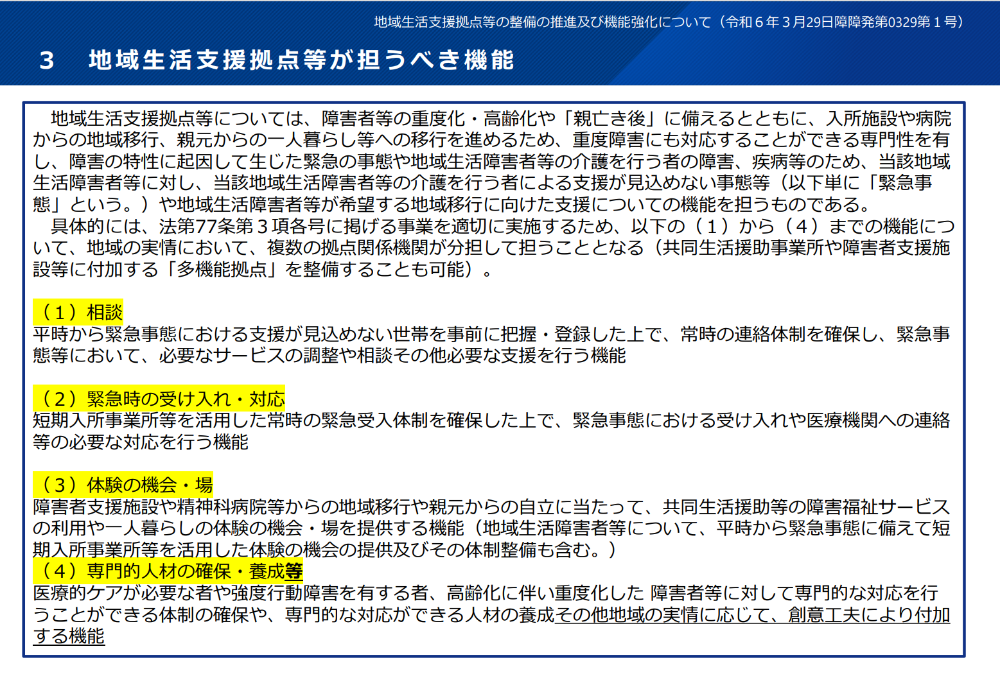 地域生活支援拠点等の整備の推進及び機能強化について（令和６年３月29日障障発第0329第１号）
3　地域生活支援拠点等が担うべき機能
　地域生活支援拠点等については、障害者等の重度化・高齢化や「親亡き後」に備えるとともに、入所施設や病院
からの地域移行、親元からの一人暮らし等への移行を進めるため、重度障害にも対応することができる専門性を有
し、障害の特性に起因して生じた緊急の事態や地域生活障害者等の介護を行う者の障害、疾病等のため、当該地域
生活障害者等に対し、当該地域生活障害者等の介護を行う者による支援が見込めない事態等（以下単に「緊急事
態」という。）や地域生活障害者等が希望する地域移行に向けた支援についての機能を担うものである。
　具体的には、法第77条第３項各号に掲げる事業を適切に実施するため、以下の（１）から（４）までの機能につ
いて、地域の実情において、複数の拠点関係機関が分担して担うこととなる（共同生活援助事業所や障害者支援施
設等に付加する「多機能拠点」を整備することも可能）。
（１）相談
平時から緊急事態における支援が見込めない世帯を事前に把握・登録した上で、常時の連絡体制を確保し、緊急事
態等において、必要なサービスの調整や相談その他必要な支援を行う機能
（２）緊急時の受け入れ・対応
短期入所事業所等を活用した常時の緊急受入体制を確保した上で、緊急事態における受け入れや医療機関への連絡
等の必要な対応を行う機能
（３）体験の機会・場
障害者支援施設や精神科病院等からの地域移行や親元からの自立に当たって、共同生活援助等の障害福祉サービス
の利用や一人暮らしの体験の機会・場を提供する機能（地域生活障害者等について、平時から緊急事態に備えて短
期入所事業所等を活用した体験の機会の提供及びその体制整備も含む。）
（４）専門的人材の確保・養成等
医療的ケアが必要な者や強度行動障害を有する者、高齢化に伴い重度化した 障害者等に対して専門的な対応を行
うことができる体制の確保や、専門的な対応ができる人材の養成その他地域の実情に応じて、創意工夫により付加
する機能